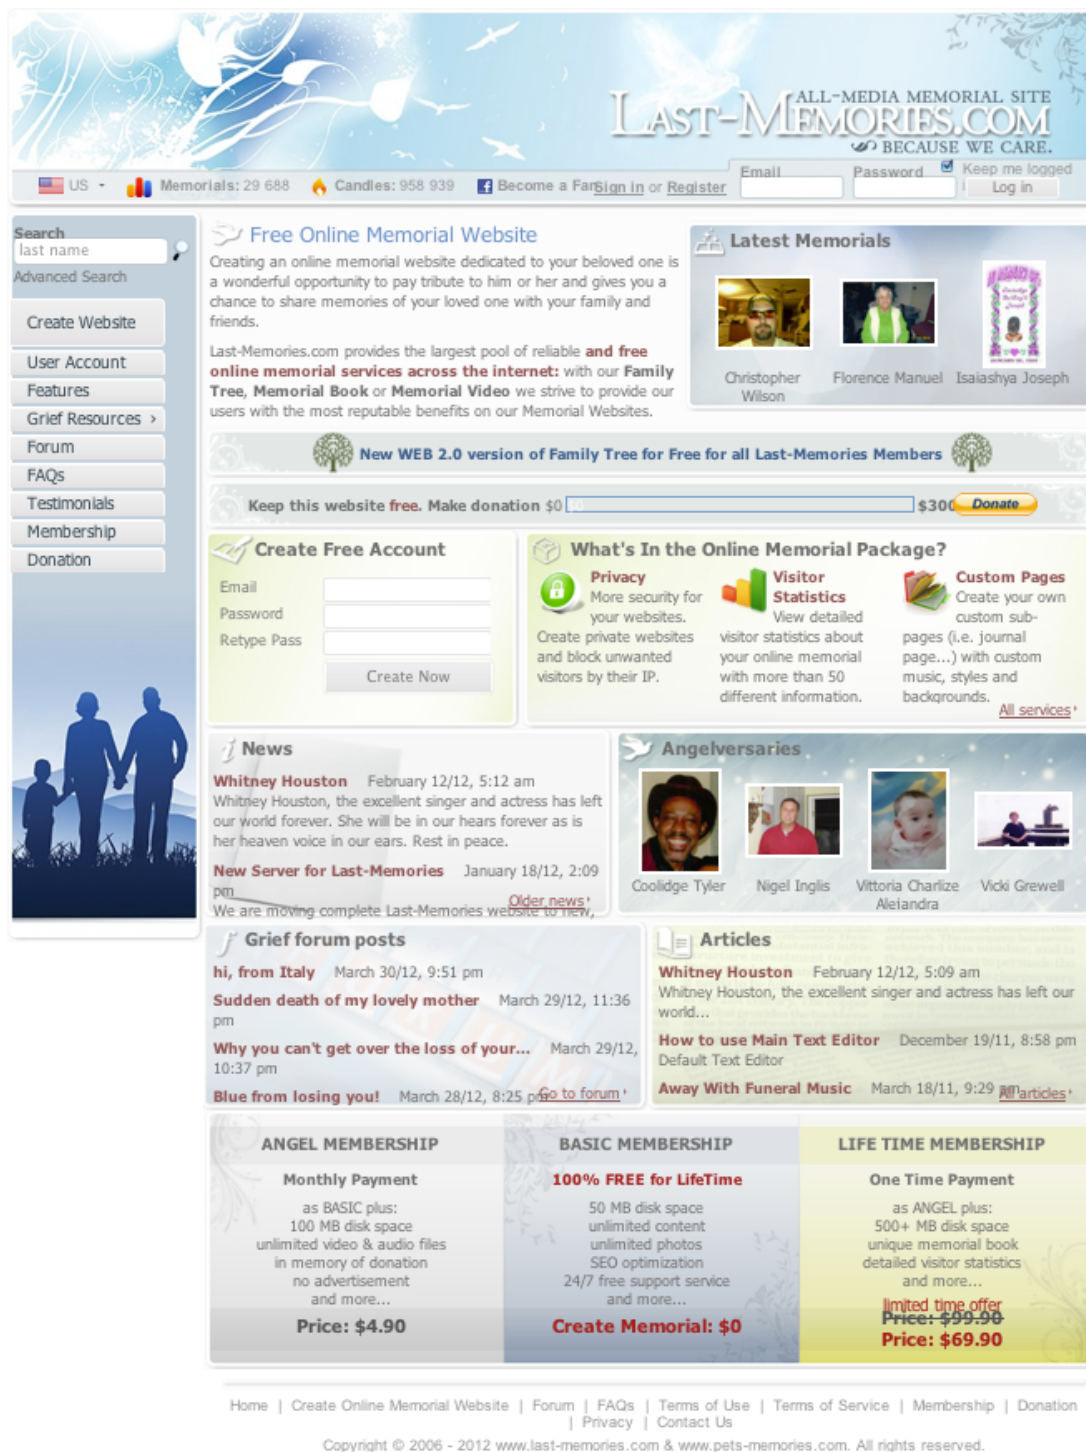 ALL-MEDIA MEMORIAL SITE
LAST-MEMORIES.COM
BECAUSE WE CARE.
US
Memorials: 29 688
Candles: 958 939
Become a Fan
Sign in or Register
Email
Password
Keep me logged
Log in
Search
last name
Advanced Search
Create Website
User Account
Features
Grief Resources >
Forum
FAQs
Testimonials
Membership
Donation
Free Online Memorial Website
Creating an online memorial website dedicated to your beloved one is
a wonderful opportunity to pay tribute to him or her and gives you a
chance to share memories of your loved one with your family and
friends.
Last-Memories.com provides the largest pool of reliable and free
online memorial services across the internet: with our Family
Tree, Memorial Book or Memorial Video we strive to provide our
users with the most reputable benefits on our Memorial Websites.
Latest Memorials
Christopher
Wilson
Florence Manuel
Isaiashya Joseph
New WEB 2.0 version of Family Tree for Free for all Last-Memories Members
Keep this website free. Make donation $0 $0 $300 Donate
Create Free Account
Email
Password
Retype Pass
Create Now
What's In the Online Memorial Package?
Privacy
More security for
your websites.
Create private websites
and block unwanted
visitors by their IP.
Visitor
Statistics
View detailed
visitor statistics about
your online memorial
with more than 50
different information.
Custom Pages
Create your own
custom sub-
pages (i.e. journal
page...) with custom
music, styles and
backgrounds.
All services
News
Whitney Houston February 12/12, 5:12 am
Whitney Houston, the excellent singer and actress has left
our world forever. She will be in our hears forever as is
her heaven voice in our ears. Rest in peace.
New Server for Last-Memories January 18/12, 2:09
pm
We are moving complete Last-Memories website to new,
Older news
Angelversaries
Coolidge Tyler
Nigel Inglis
Vittoria Charlize
Alejandra
Vicki Grewell
Grief forum posts
hi, from Italy March 30/12, 9:51 pm
Sudden death of my lovely mother March 29/12, 11:36
pm
Why you can't get over the loss of your... March 29/12,
10:37 pm
Blue from losing you! March 28/12, 8:25 pm
Go to forum
Articles
Whitney Houston February 12/12, 5:09 am
Whitney Houston, the excellent singer and actress has left our
world...
How to use Main Text Editor December 19/11, 8:58 pm
Default Text Editor
Away With Funeral Music March 18/11, 9:29 pm
All articles
ANGEL MEMBERSHIP
Monthly Payment
as BASIC plus:
100 MB disk space
unlimited video & audio files
in memory of donation
no advertisement
and more...
Price: $4.90
BASIC MEMBERSHIP
100% FREE for LifeTime
50 MB disk space
unlimited content
unlimited photos
SEO optimization
24/7 free support service
and more...
Create Memorial: $0
LIFE TIME MEMBERSHIP
One Time Payment
as ANGEL plus:
500+ MB disk space
unique memorial book
detailed visitor statistics
and more...
limited time offer
Price: $99.90
Price: $69.90
Home | Create Online Memorial Website | Forum | FAQs | Terms of Use | Terms of Service | Membership | Donation
| Privacy | Contact Us
Copyright © 2006 - 2012 www.last-memories.com & www.pets-memories.com. All rights reserved.